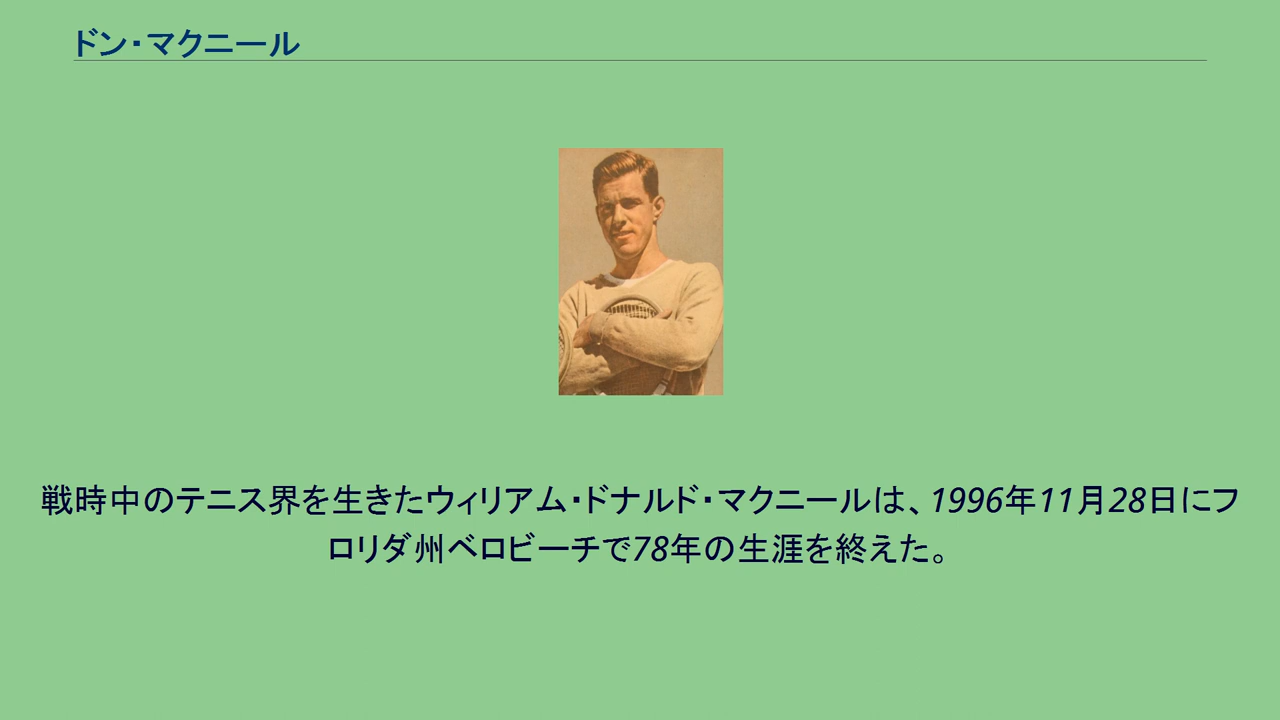 ドン・マクニール
戦時中のテニス界を生きたウィリアム・ドナルド・マクニールは、1996年11月28日にフ
ロリダ州ベロビーチで78年の生涯を終えた。